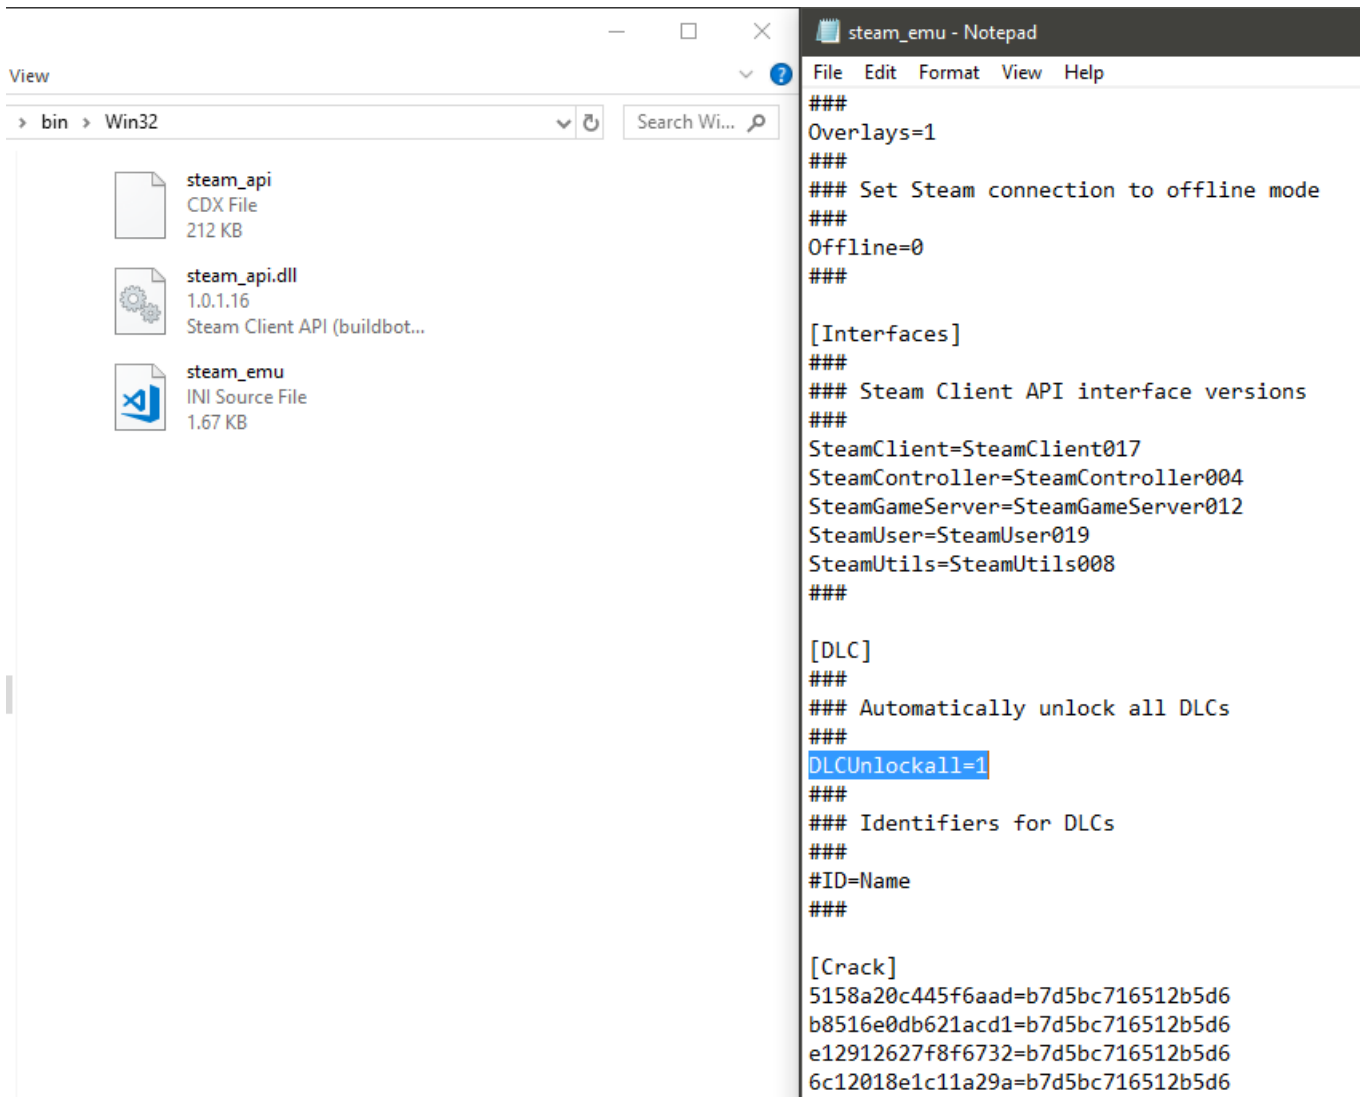 View
bin > Win32
Search Wi...
steam_api
CDX File
212 KB
steam_api.dll
1.0.1.16
Steam Client API (buildbot...
steam_emu
INI Source File
1.67 KB
steam_emu - Notepad
File Edit Format View Help
###
Overlays=1
###
### Set Steam connection to offline mode
###
Offline=0
###
[Interfaces]
###
### Steam Client API interface versions
###
SteamClient=SteamClient017
SteamController=SteamController004
SteamGameServer=SteamGameServer012
SteamUser=SteamUser019
SteamUtils=SteamUtils008
###
[DLC]
###
### Automatically unlock all DLCs
###
DLCUnlockall=1
###
### Identifiers for DLCs
###
#ID=Name
###
[Crack]
5158a20c445f6aad=b7d5bc716512b5d6
b8516e0db621acd1=b7d5bc716512b5d6
e12912627f8f6732=b7d5bc716512b5d6
6c12018e1c11a29a=b7d5bc716512b5d6